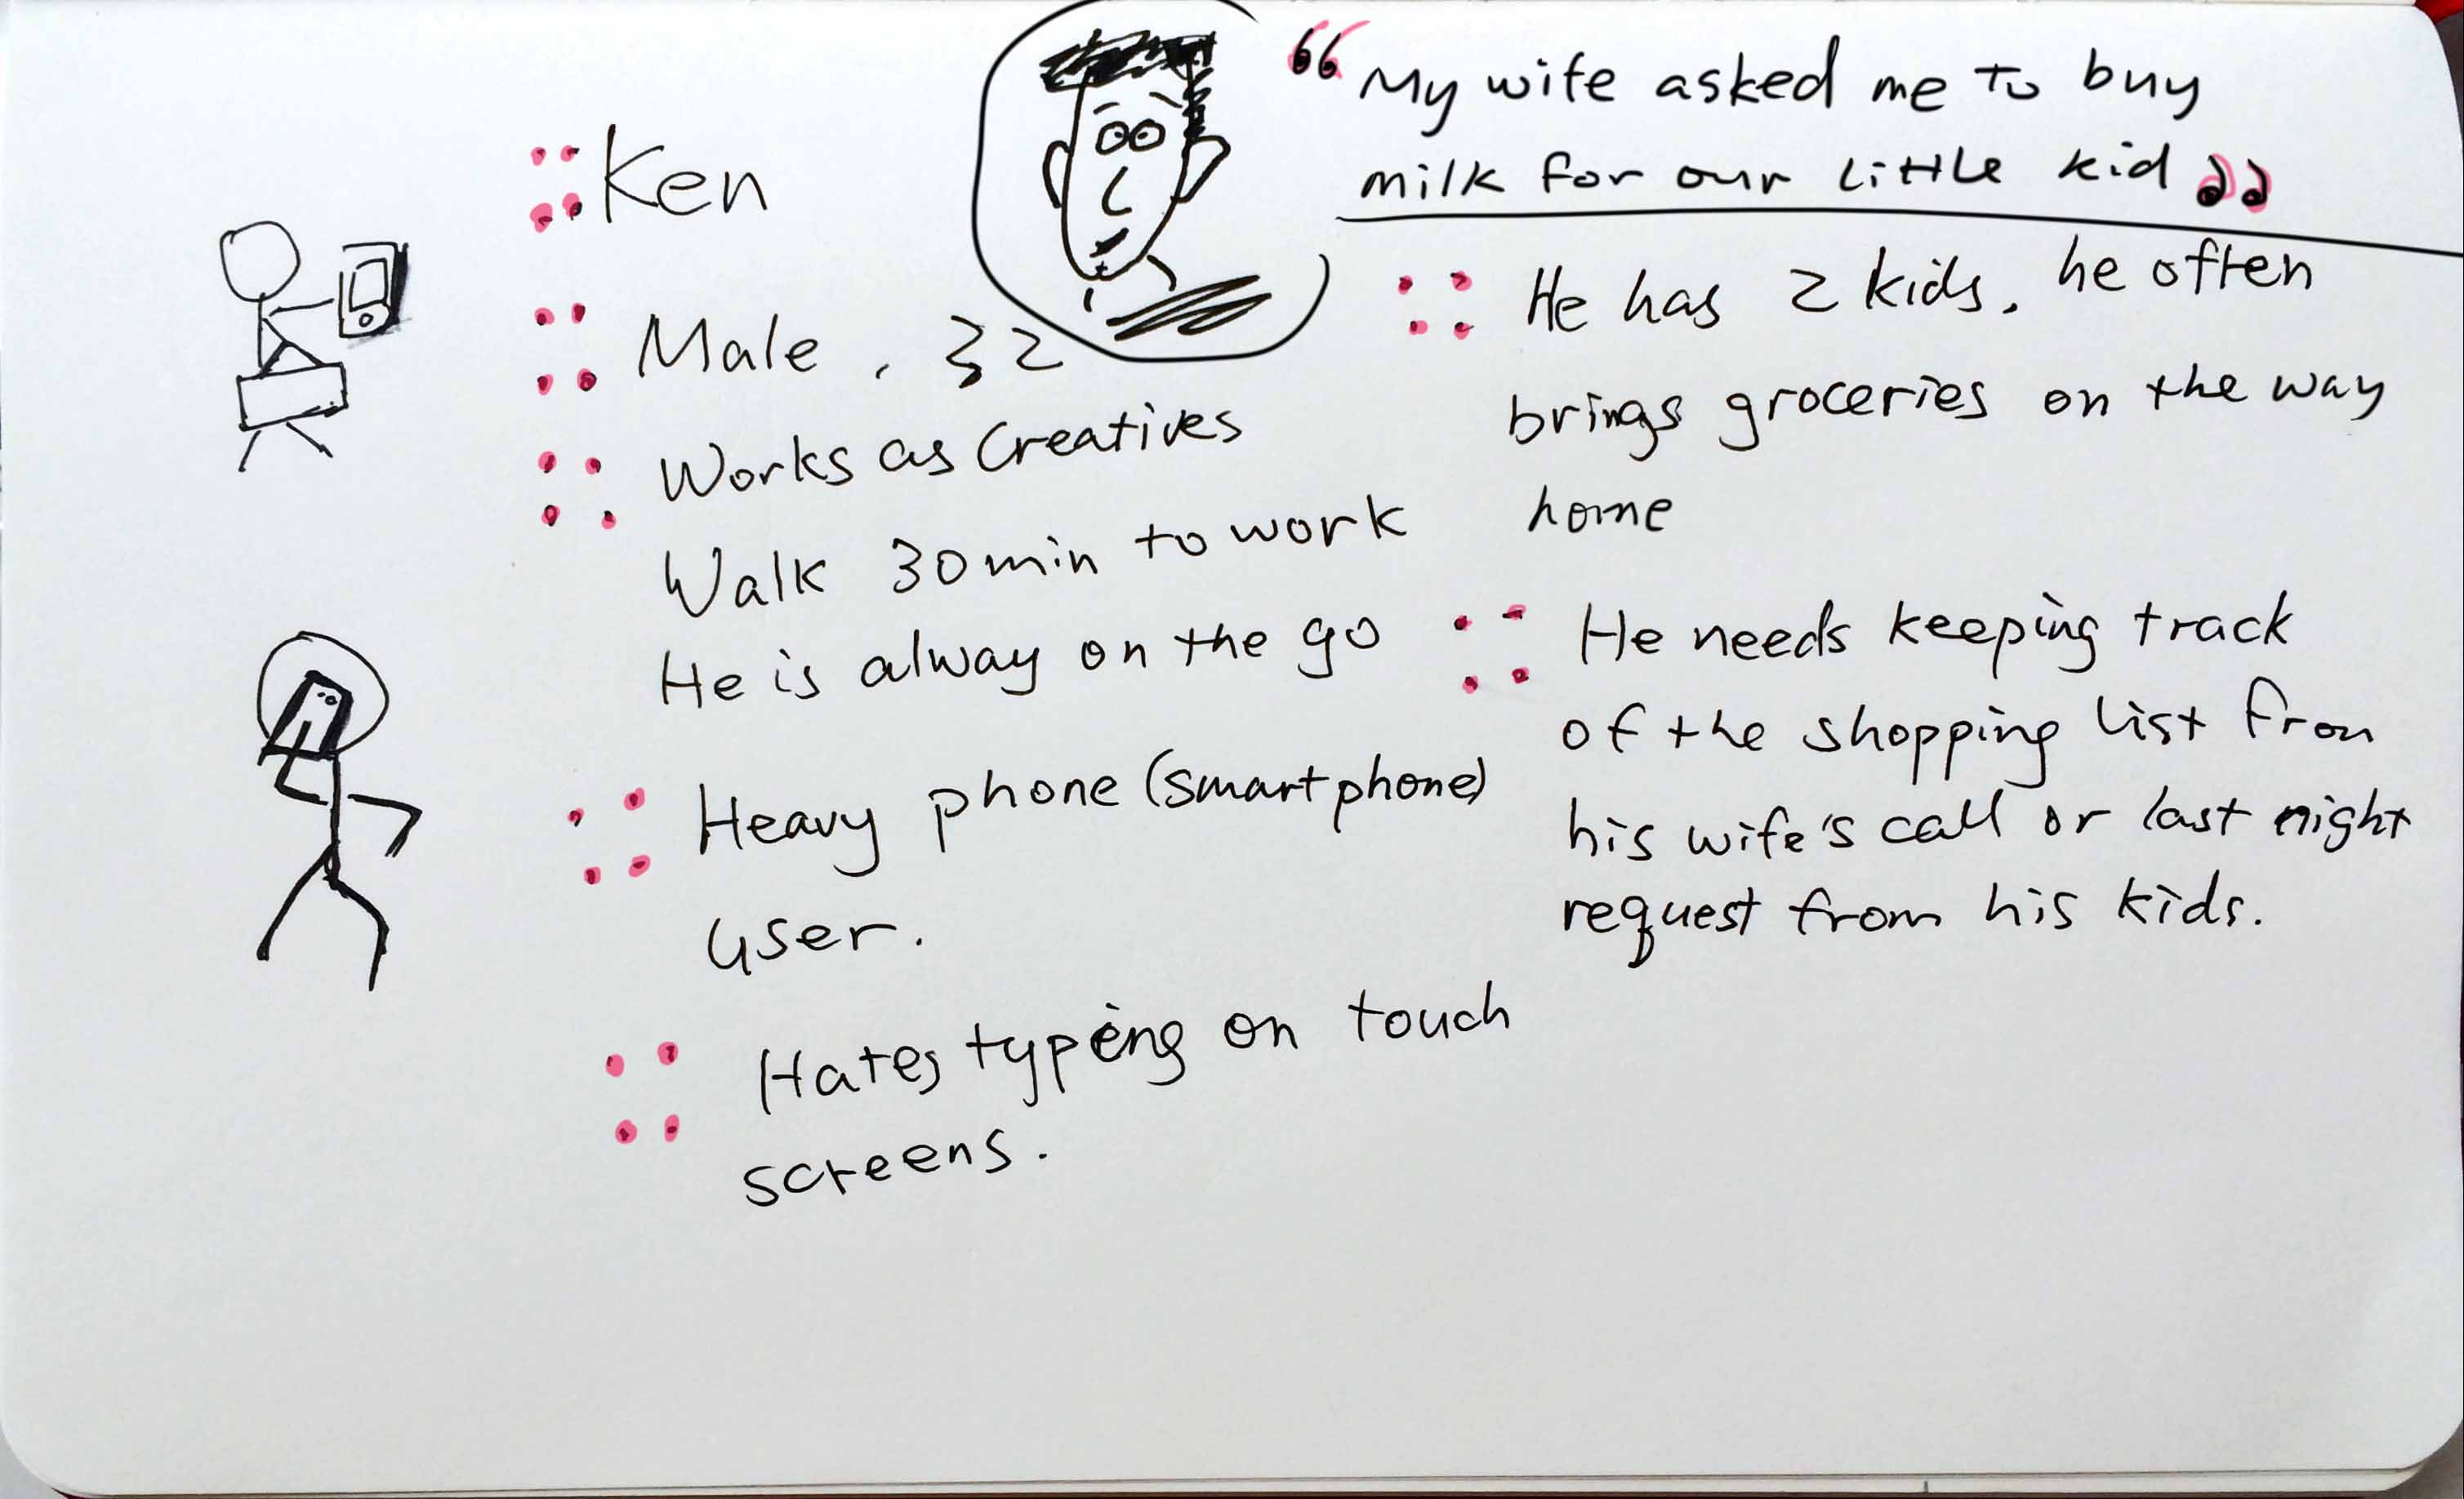 Ken
Male, 32
Works as Creatives
Walk 30min to work
He is alway on the go
Heavy phone (smartphone)
user.
Hates typing on touch
screens.
“My wife asked me to buy
milk for our little kid”
He has 2 kids. he often
brings groceries on the way
home
He needs keeping track
of the shopping list from
his wife's call or last night
request from his kids.